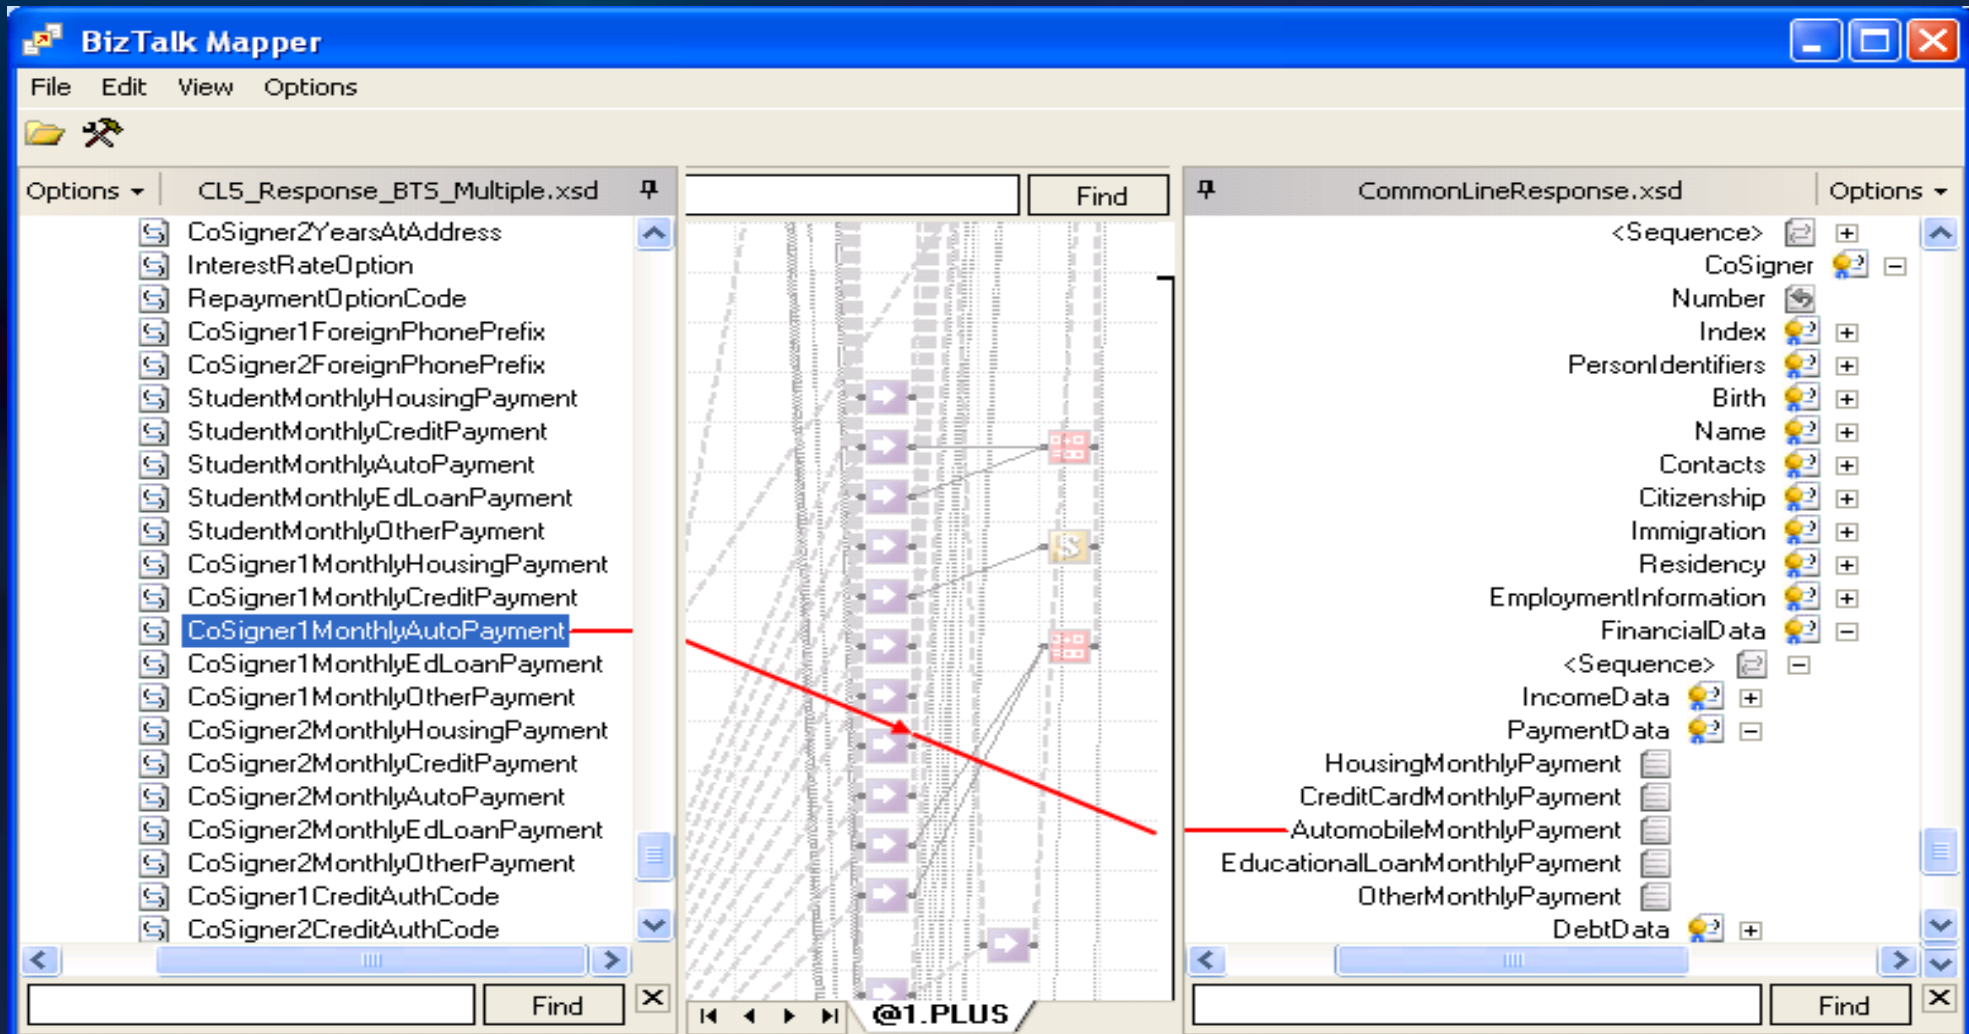 BizTalk Mapper
File Edit View Options
Options CL5_Response_BTS_Multiple.xsd
CoSigner2YearsAtAddress
InterestRateOption
RepaymentOptionCode
CoSigner1ForeignPhonePrefix
CoSigner2ForeignPhonePrefix
StudentMonthlyHousingPayment
StudentMonthlyCreditPayment
StudentMonthlyAutoPayment
StudentMonthlyEdLoanPayment
StudentMonthlyOtherPayment
CoSigner1MonthlyHousingPayment
CoSigner1MonthlyCreditPayment
CoSigner1MonthlyAutoPayment
CoSigner1MonthlyEdLoanPayment
CoSigner1MonthlyOtherPayment
CoSigner2MonthlyHousingPayment
CoSigner2MonthlyCreditPayment
CoSigner2MonthlyAutoPayment
CoSigner2MonthlyEdLoanPayment
CoSigner2MonthlyOtherPayment
CoSigner1CreditAuthCode
CoSigner2CreditAuthCode
Find
Find
@1.PLUS
CommonLineResponse.xsd Options
<Sequence>
CoSigner
Number
Index
PersonIdentifiers
Birth
Name
Contacts
Citizenship
Immigration
Residency
EmploymentInformation
FinancialData
<Sequence>
IncomeData
PaymentData
HousingMonthlyPayment
CreditCardMonthlyPayment
AutomobileMonthlyPayment
EducationalLoanMonthlyPayment
OtherMonthlyPayment
DebtData
Find